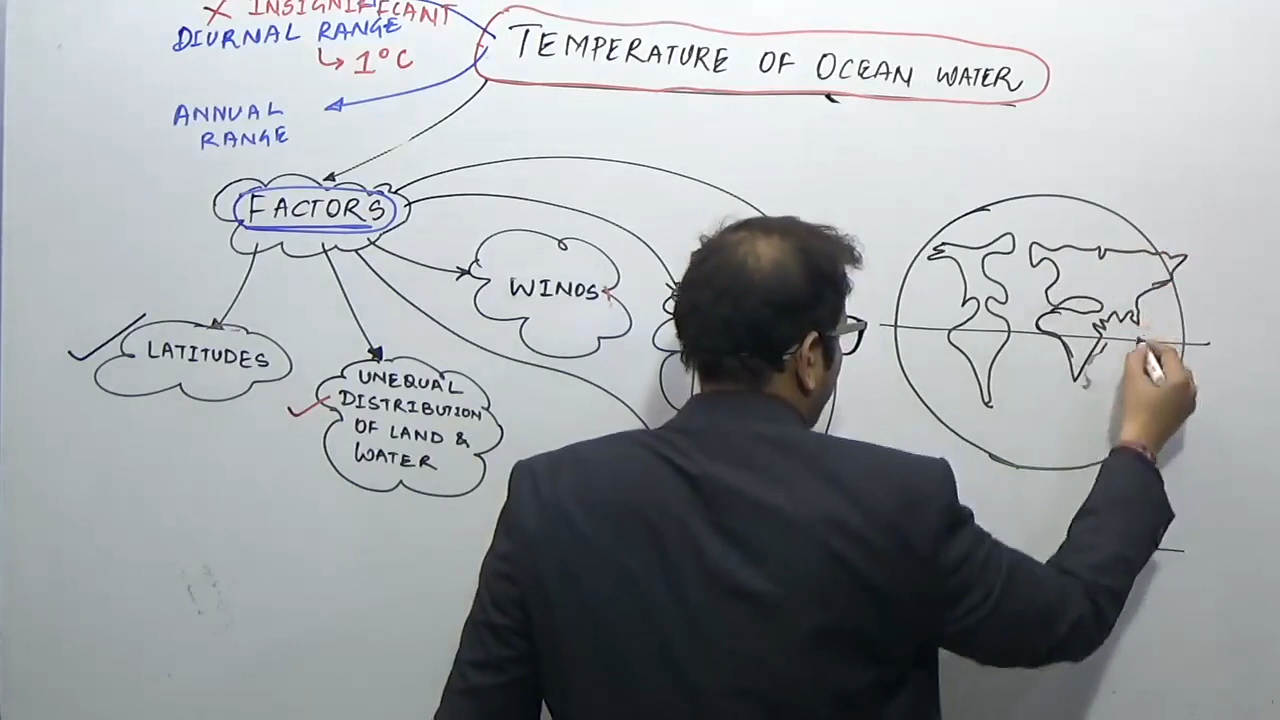 X INSIGNIFICANT
DIURNAL RANGE
↳ 1°C
TEMPERATURE OF OCEAN WATER
ANNUAL
RANGE
FACTORS
WINDS
LATITUDES
UNEQUAL
DISTRIBUTION
OF LAND &
WATER